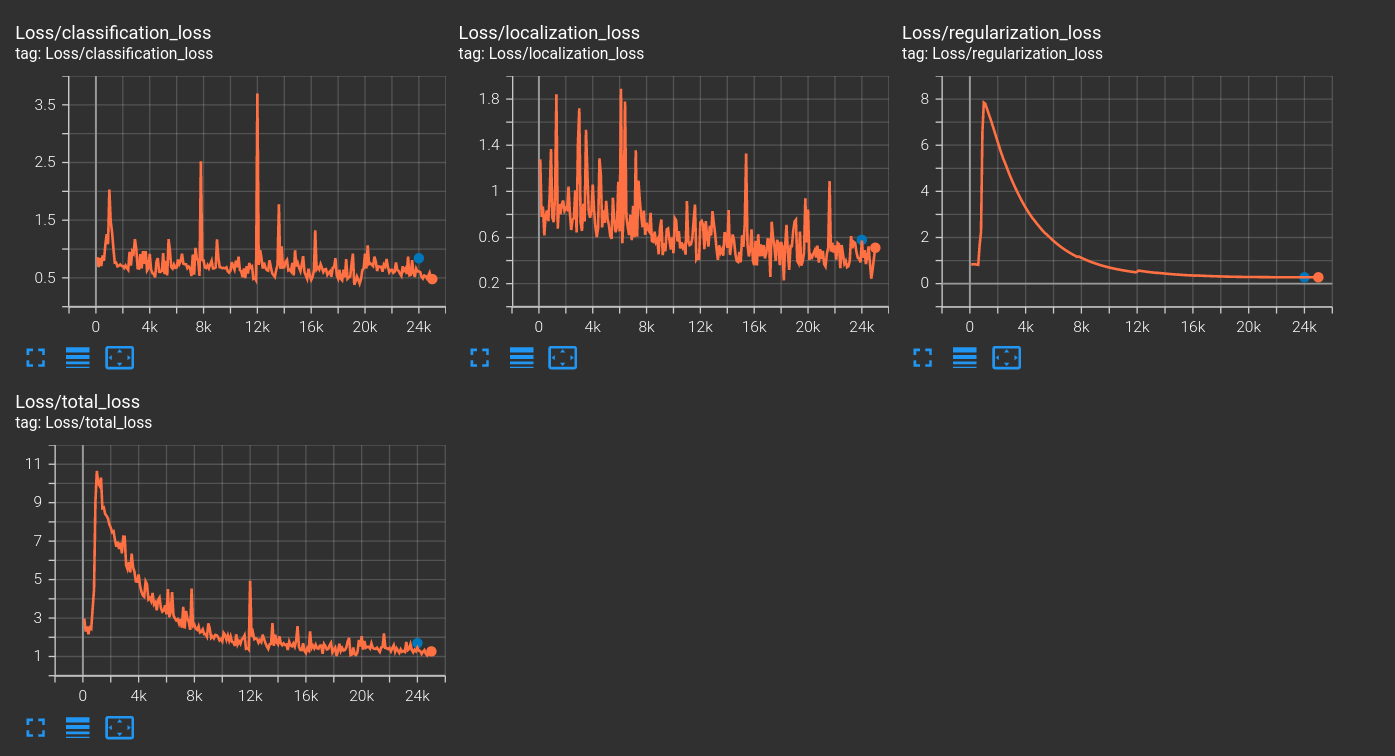 Loss/classification_loss
tag: Loss/classification_loss
3.5
2.5
1.5
0.5
0 4k 8k 12k 16k 20k 24k
Loss/localization_loss
tag: Loss/localization_loss
1.8
1.4
1
0.6
0.2
0 4k 8k 12k 16k 20k 24k
Loss/regularization_loss
tag: Loss/regularization_loss
8
6
4
2
0
0 4k 8k 12k 16k 20k 24k
Loss/total_loss
tag: Loss/total_loss
11
9
7
5
3
1
0 4k 8k 12k 16k 20k 24k